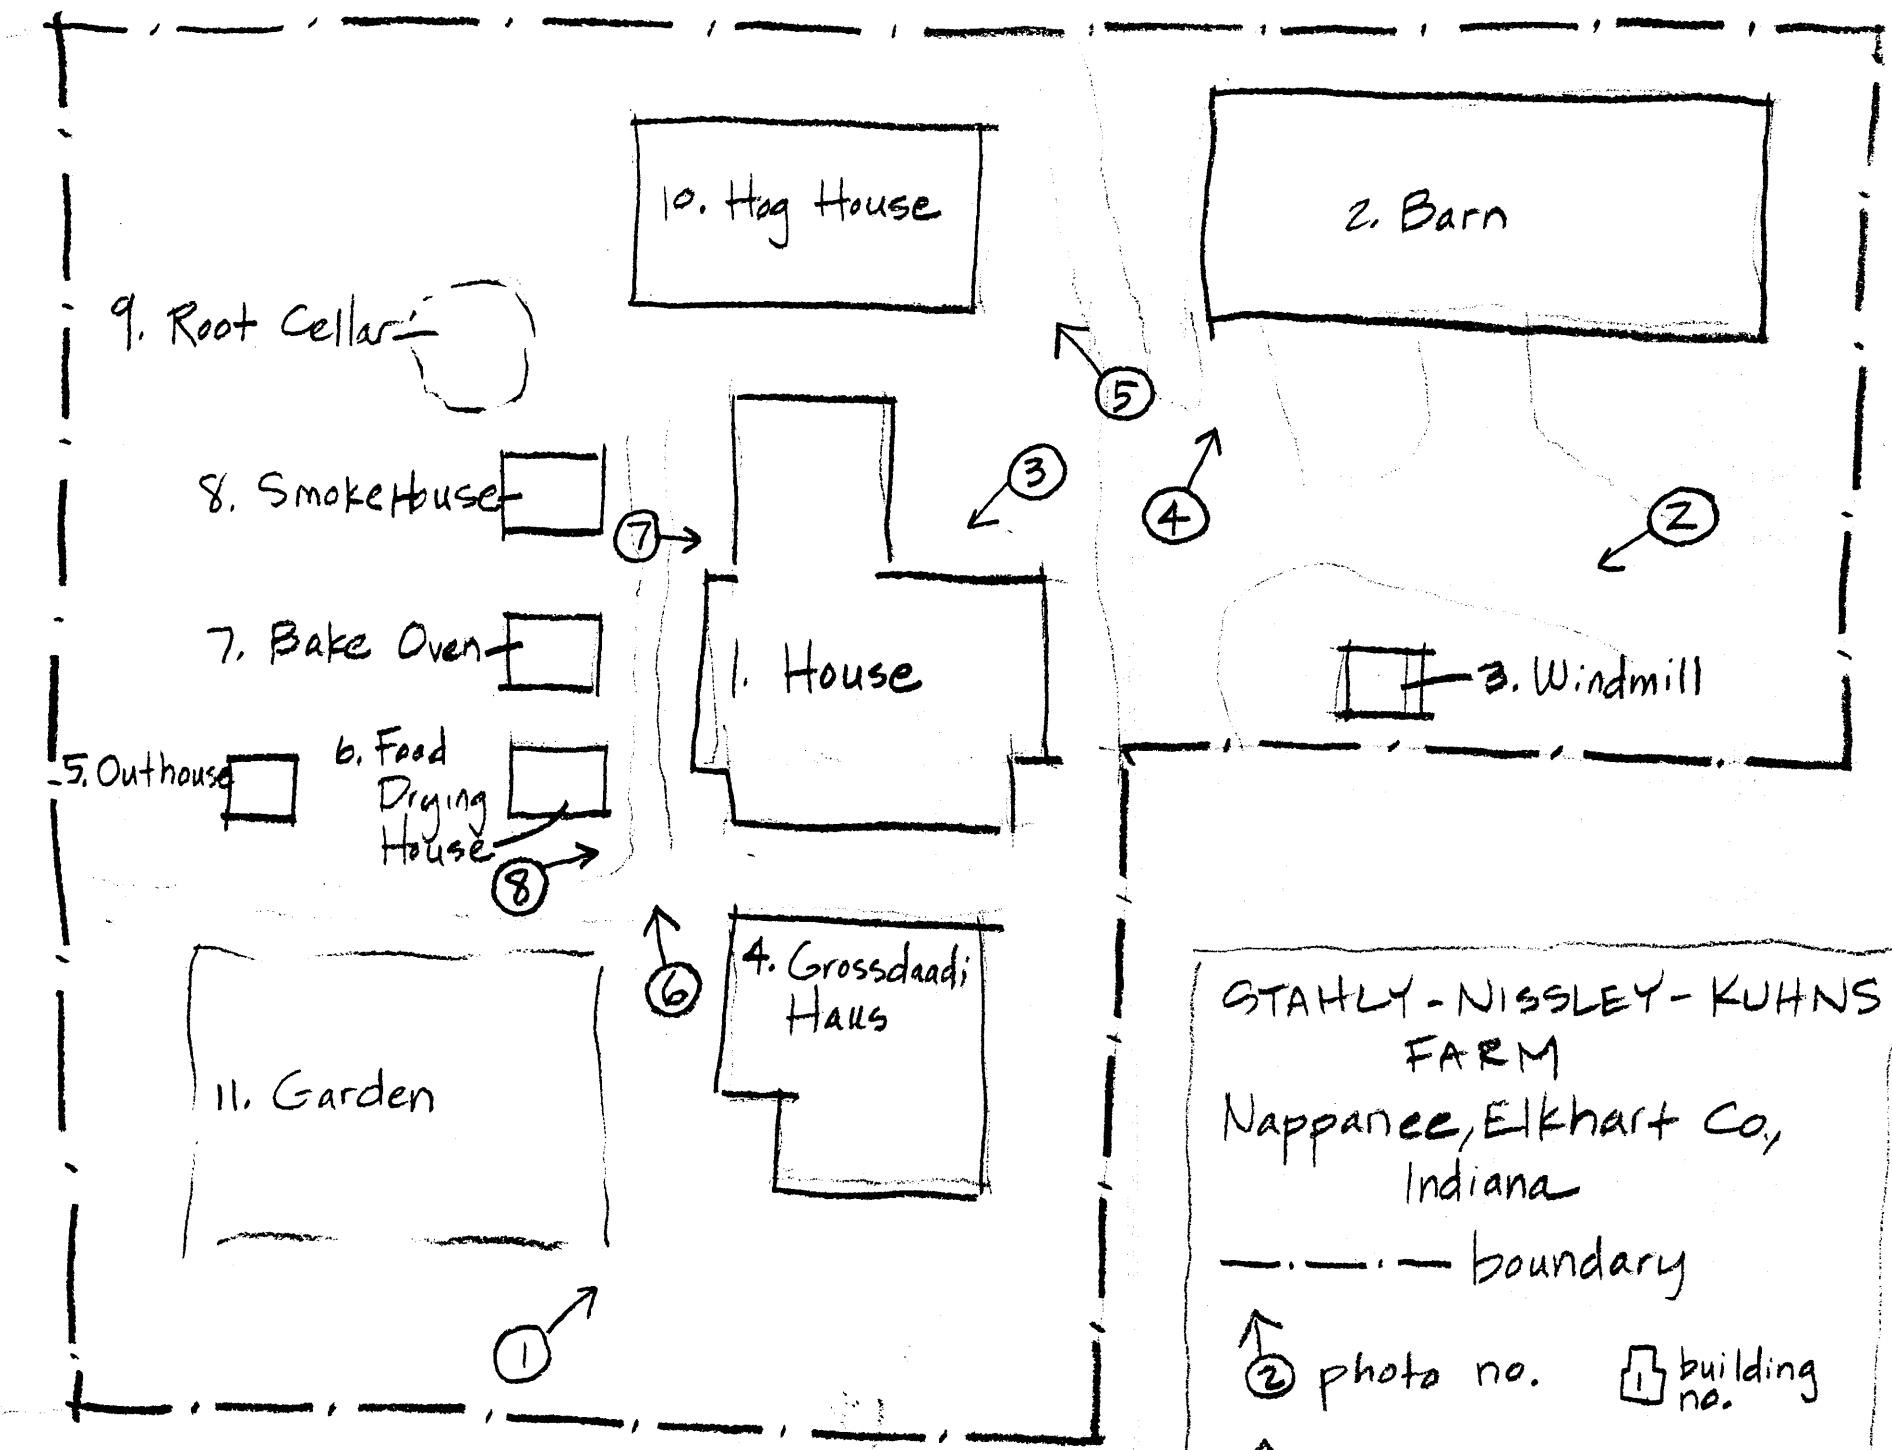 10. Hog House
2. Barn
9. Root Cellar
5
3
8. SmokeHouse
4
2
7
7. Bake Oven
1. House
3. Windmill
5. Outhouse
6. Food
Drying
House
8
4. Grossdaadi
Haus
6
11. Garden
1
STAHLY-NISSLEY-KUHNS
FARM
Nappanee, Elkhart Co.,
Indiana
boundary
2 photo no.
1 building
no.